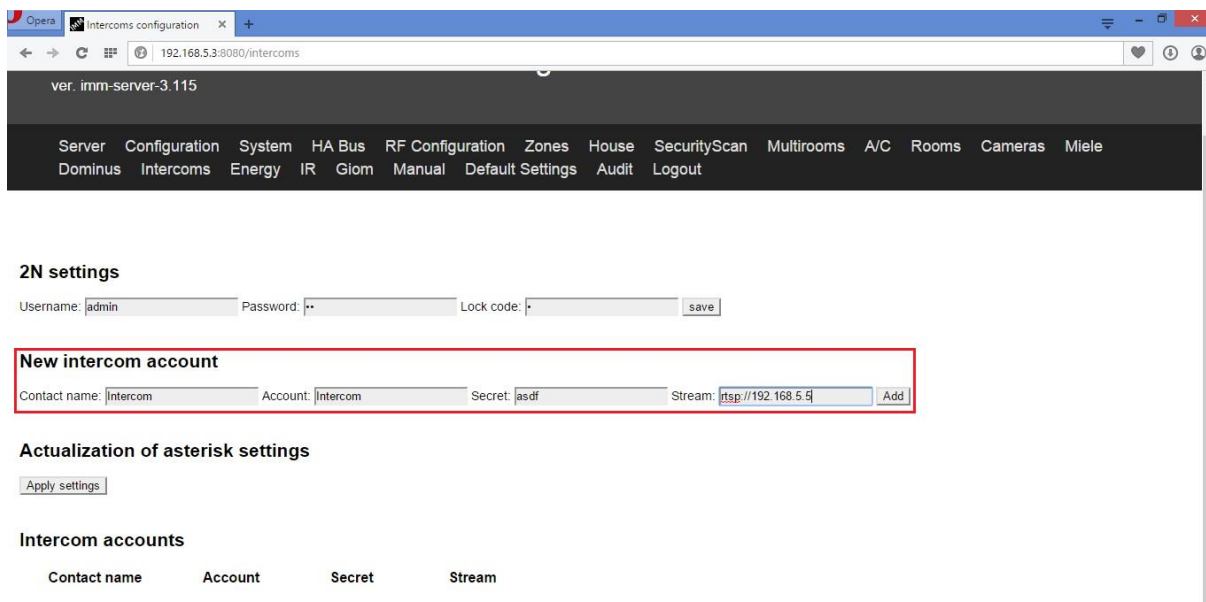 Opera Intercoms configuration
192.168.5.3:8080/intercoms
ver. imm-server-3.115
Server Configuration System HA Bus RF Configuration Zones House SecurityScan Multirooms A/C Rooms Cameras Miele
Dominus Intercoms Energy IR Giom Manual Default Settings Audit Logout
2N settings
Username: admin Password: •• Lock code: • save
New intercom account
Contact name: Intercom Account: Intercom Secret: asdf Stream: rtsp://192.168.5.5 Add
Actualization of asterisk settings
Apply settings
Intercom accounts
Contact name Account Secret Stream